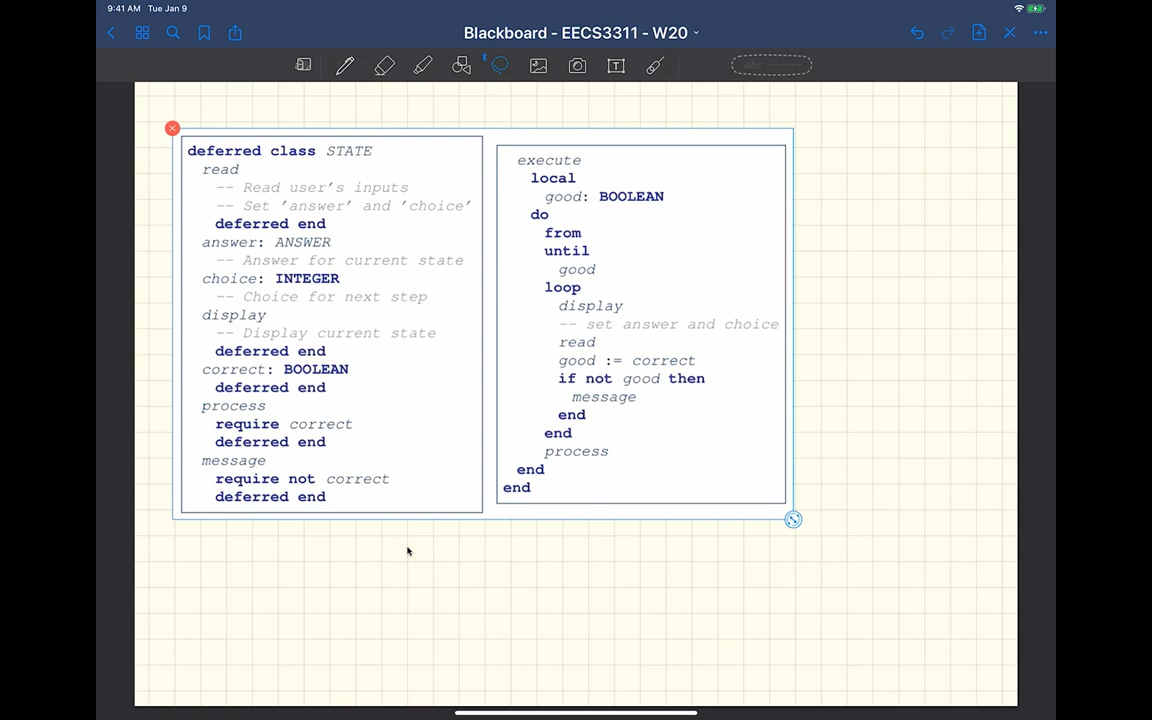 9:41 AM Tue Jan 9
Blackboard - EECS3311 - W20
deferred class STATE
read
-- Read user's inputs
-- Set 'answer' and 'choice'
deferred end
answer: ANSWER
-- Answer for current state
choice: INTEGER
-- Choice for next step
display
-- Display current state
deferred end
correct: BOOLEAN
deferred end
process
require correct
deferred end
message
require not correct
deferred end
execute
local
good: BOOLEAN
do
from
until
good
loop
display
-- set answer and choice
read
good := correct
if not good then
message
end
end
process
end
end